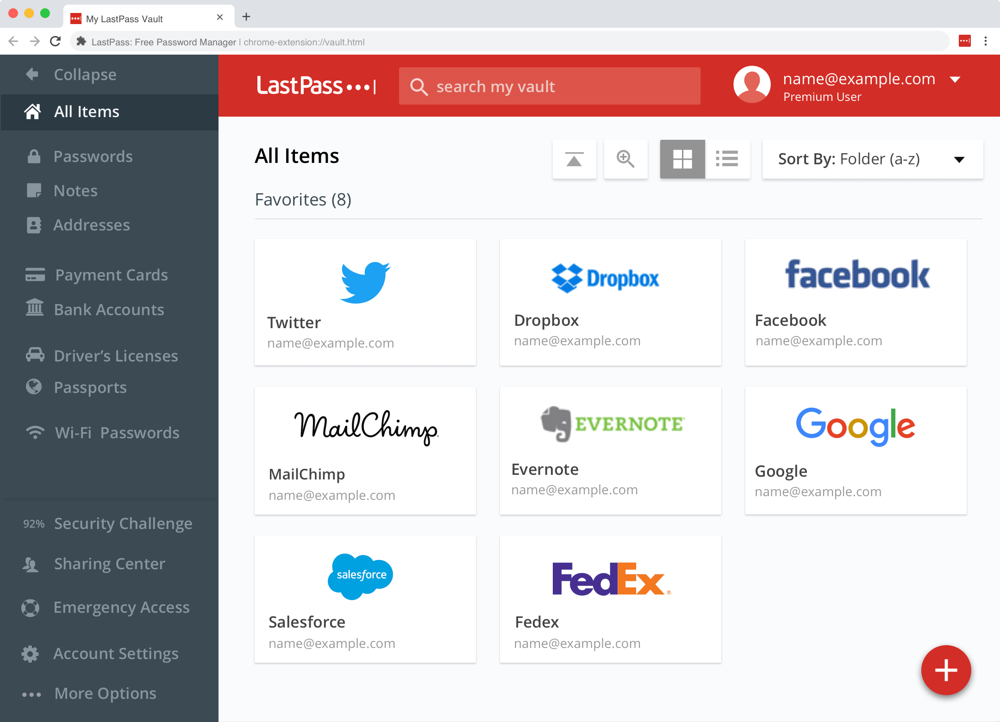 My LastPass Vault
LastPass: Free Password Manager | chrome-extension://vault.html
Collapse
All Items
Passwords
Notes
Addresses
Payment Cards
Bank Accounts
Driver’s Licenses
Passports
Wi-Fi Passwords
92% Security Challenge
Sharing Center
Emergency Access
Account Settings
More Options
LastPass
search my vault
name@example.com
Premium User
All Items
Sort By: Folder (a-z)
Favorites (8)
Twitter
name@example.com
Dropbox
Dropbox
name@example.com
facebook
Facebook
name@example.com
MailChimp
MailChimp
name@example.com
EVERNOTE
Evernote
name@example.com
Google
Google
name@example.com
salesforce
Salesforce
name@example.com
FedEx®
Fedex
name@example.com